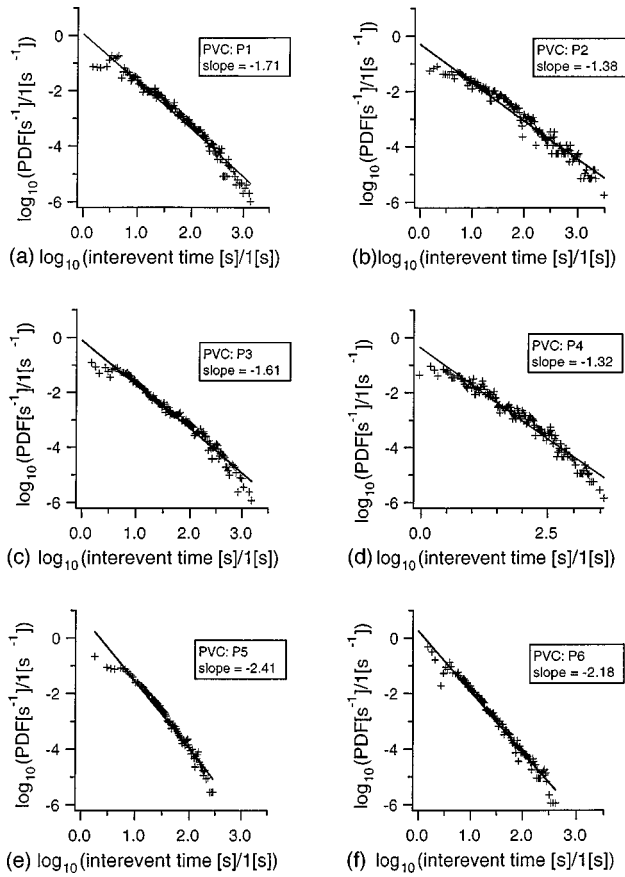 0
-2
-4
-6
log10(PDF[s-1]/1[s-1])
PVC: P1
slope = -1.71
0.0 1.0 2.0 3.0
(a) log10(interevent time [s]/1[s])
0
-2
-4
-6
log10(PDF[s-1]/1[s-1])
PVC: P2
slope = -1.38
0.0 1.0 2.0 3.0
(b)log10(interevent time [s]/1[s])
0
-2
-4
-6
log10(PDF[s-1]/1[s-1])
PVC: P3
slope = -1.61
0.0 1.0 2.0 3.0
(c) log10(interevent time [s]/1[s])
0
-2
-4
-6
log10(PDF[s-1]/1[s-1])
PVC: P4
slope = -1.32
0.0 2.5
(d) log10(interevent time [s]/1[s])
0
-2
-4
-6
log10(PDF[s-1]/1[s-1])
PVC: P5
slope = -2.41
0.0 1.0 2.0 3.0
(e) log10(interevent time [s]/1[s])
0
-2
-4
-6
log10(PDF[s-1]/1[s-1])
PVC: P6
slope = -2.18
0.0 1.0 2.0 3.0
(f) log10(interevent time [s]/1[s])